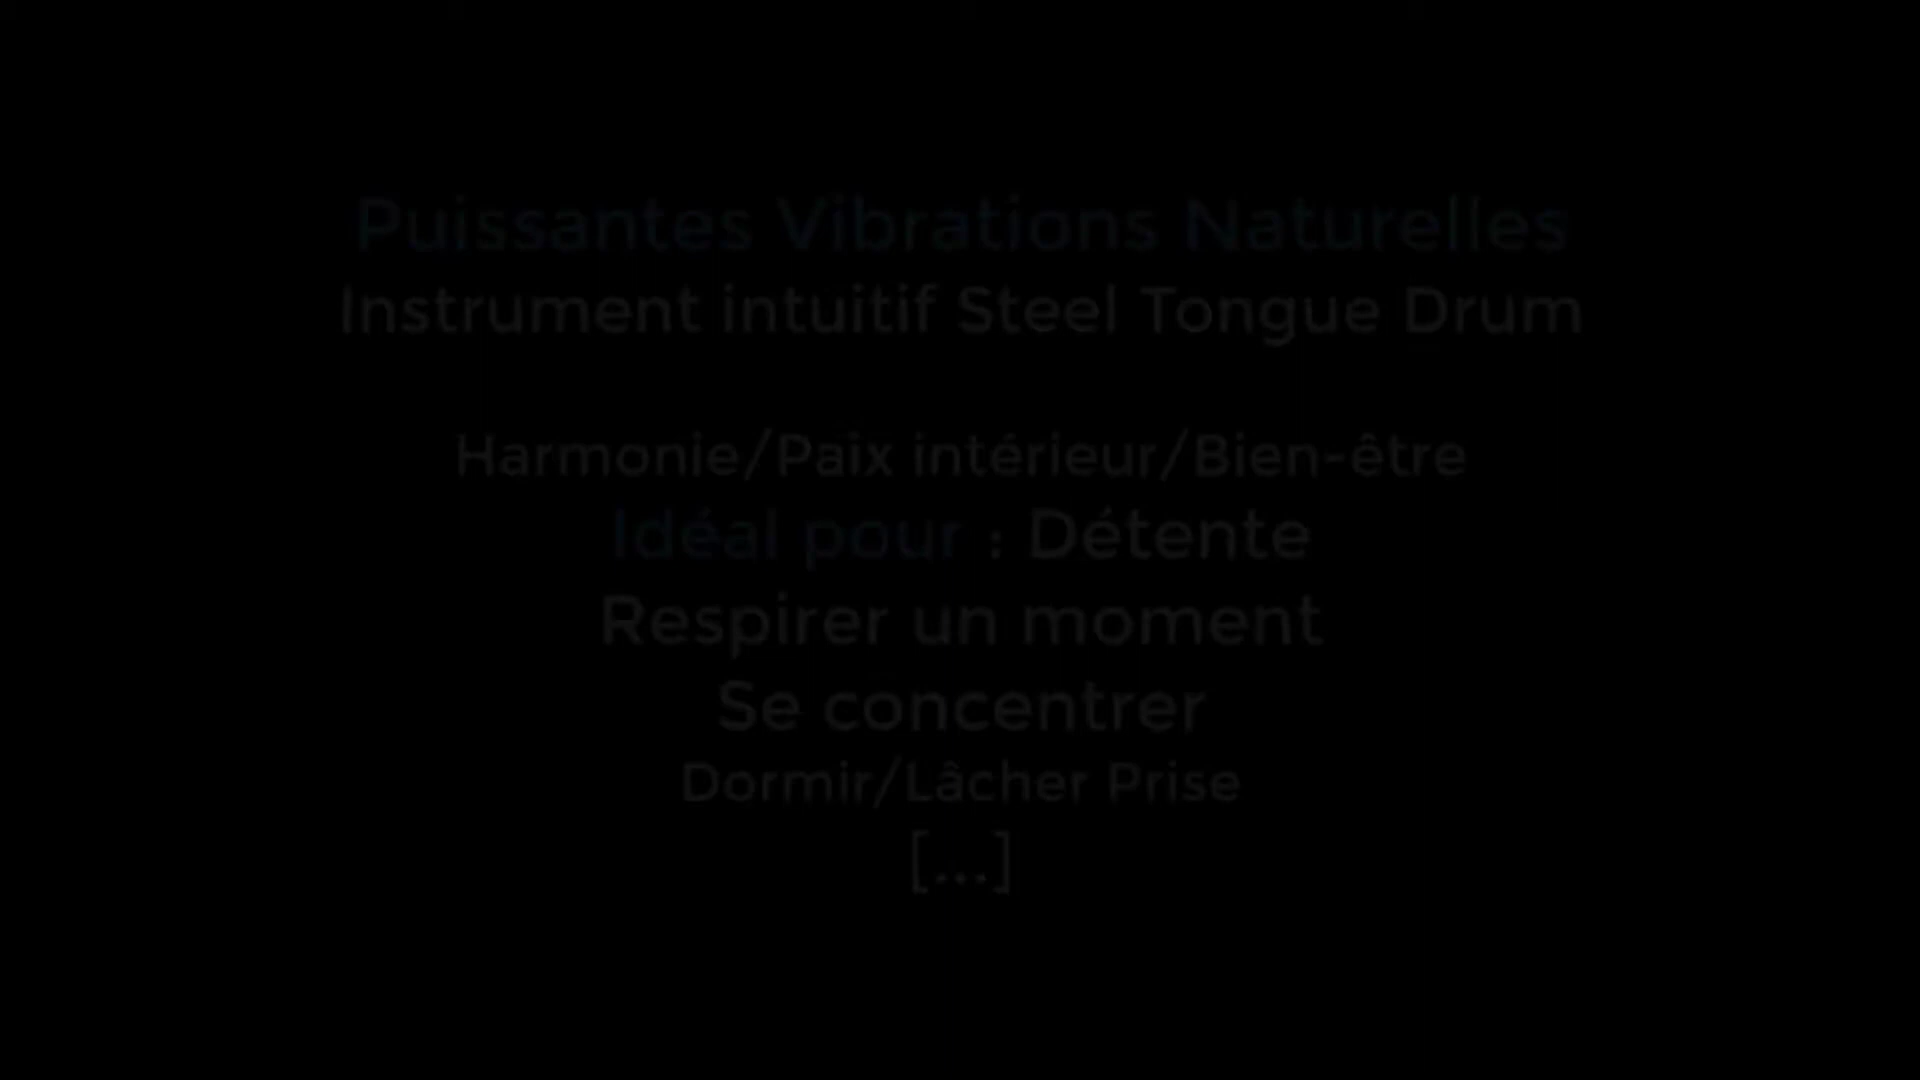 Puissantes Vibrations Naturelles
Instrument intuitif Steel Tongue Drum
Harmonie/Paix intérieur/Bien-être
Idéal pour : Détente
Respirer un moment
Se concentrer
Dormir/Lâcher Prise
[...]